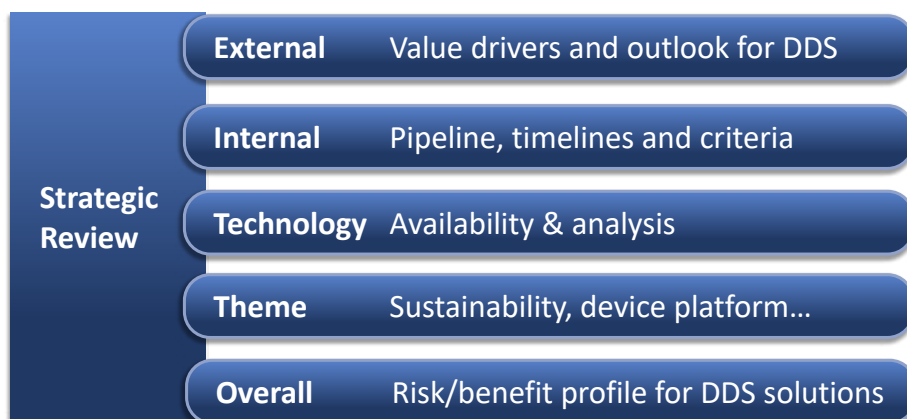 Strategic
Review
External Value drivers and outlook for DDS
Internal Pipeline, timelines and criteria
Technology Availability & analysis
Theme Sustainability, device platform…
Overall Risk/benefit profile for DDS solutions